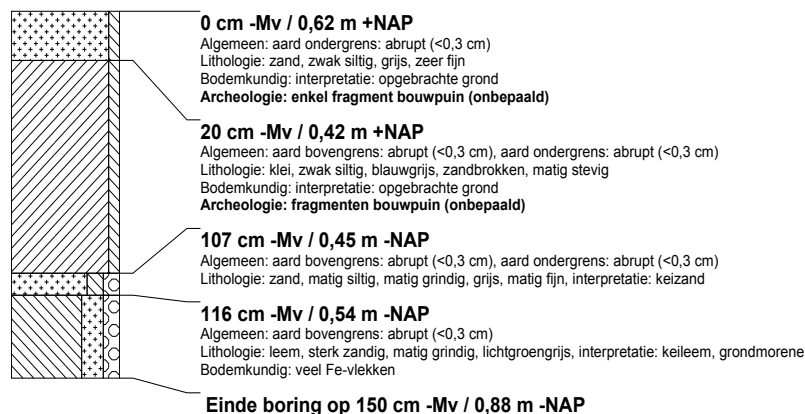 0 cm -Mv / 0,62 m +NAP
Algemeen: aard ondergrens: abrupt (<0,3 cm)
Lithologie: zand, zwak siltig, grijs, zeer fijn
Bodemkundig: interpretatie: opgebrachte grond
Archeologie: enkel fragment bouwpuin (onbepaald)
20 cm -Mv / 0,42 m +NAP
Algemeen: aard bovengrens: abrupt (<0,3 cm), aard ondergrens: abrupt (<0,3 cm)
Lithologie: klei, zwak siltig, blauwgrijs, zandbrokken, matig stevig
Bodemkundig: interpretatie: opgebrachte grond
Archeologie: fragmenten bouwpuin (onbepaald)
107 cm -Mv / 0,45 m -NAP
Algemeen: aard bovengrens: abrupt (<0,3 cm), aard ondergrens: abrupt (<0,3 cm)
Lithologie: zand, matig siltig, matig grindig, grijs, matig fijn, interpretatie: keizand
116 cm -Mv / 0,54 m -NAP
Algemeen: aard bovengrens: abrupt (<0,3 cm)
Lithologie: leem, sterk zandig, matig grindig, lichtgroengrijs, interpretatie: keileem, grondmorene
Bodemkundig: veel Fe-vlekken
Einde boring op 150 cm -Mv / 0,88 m -NAP